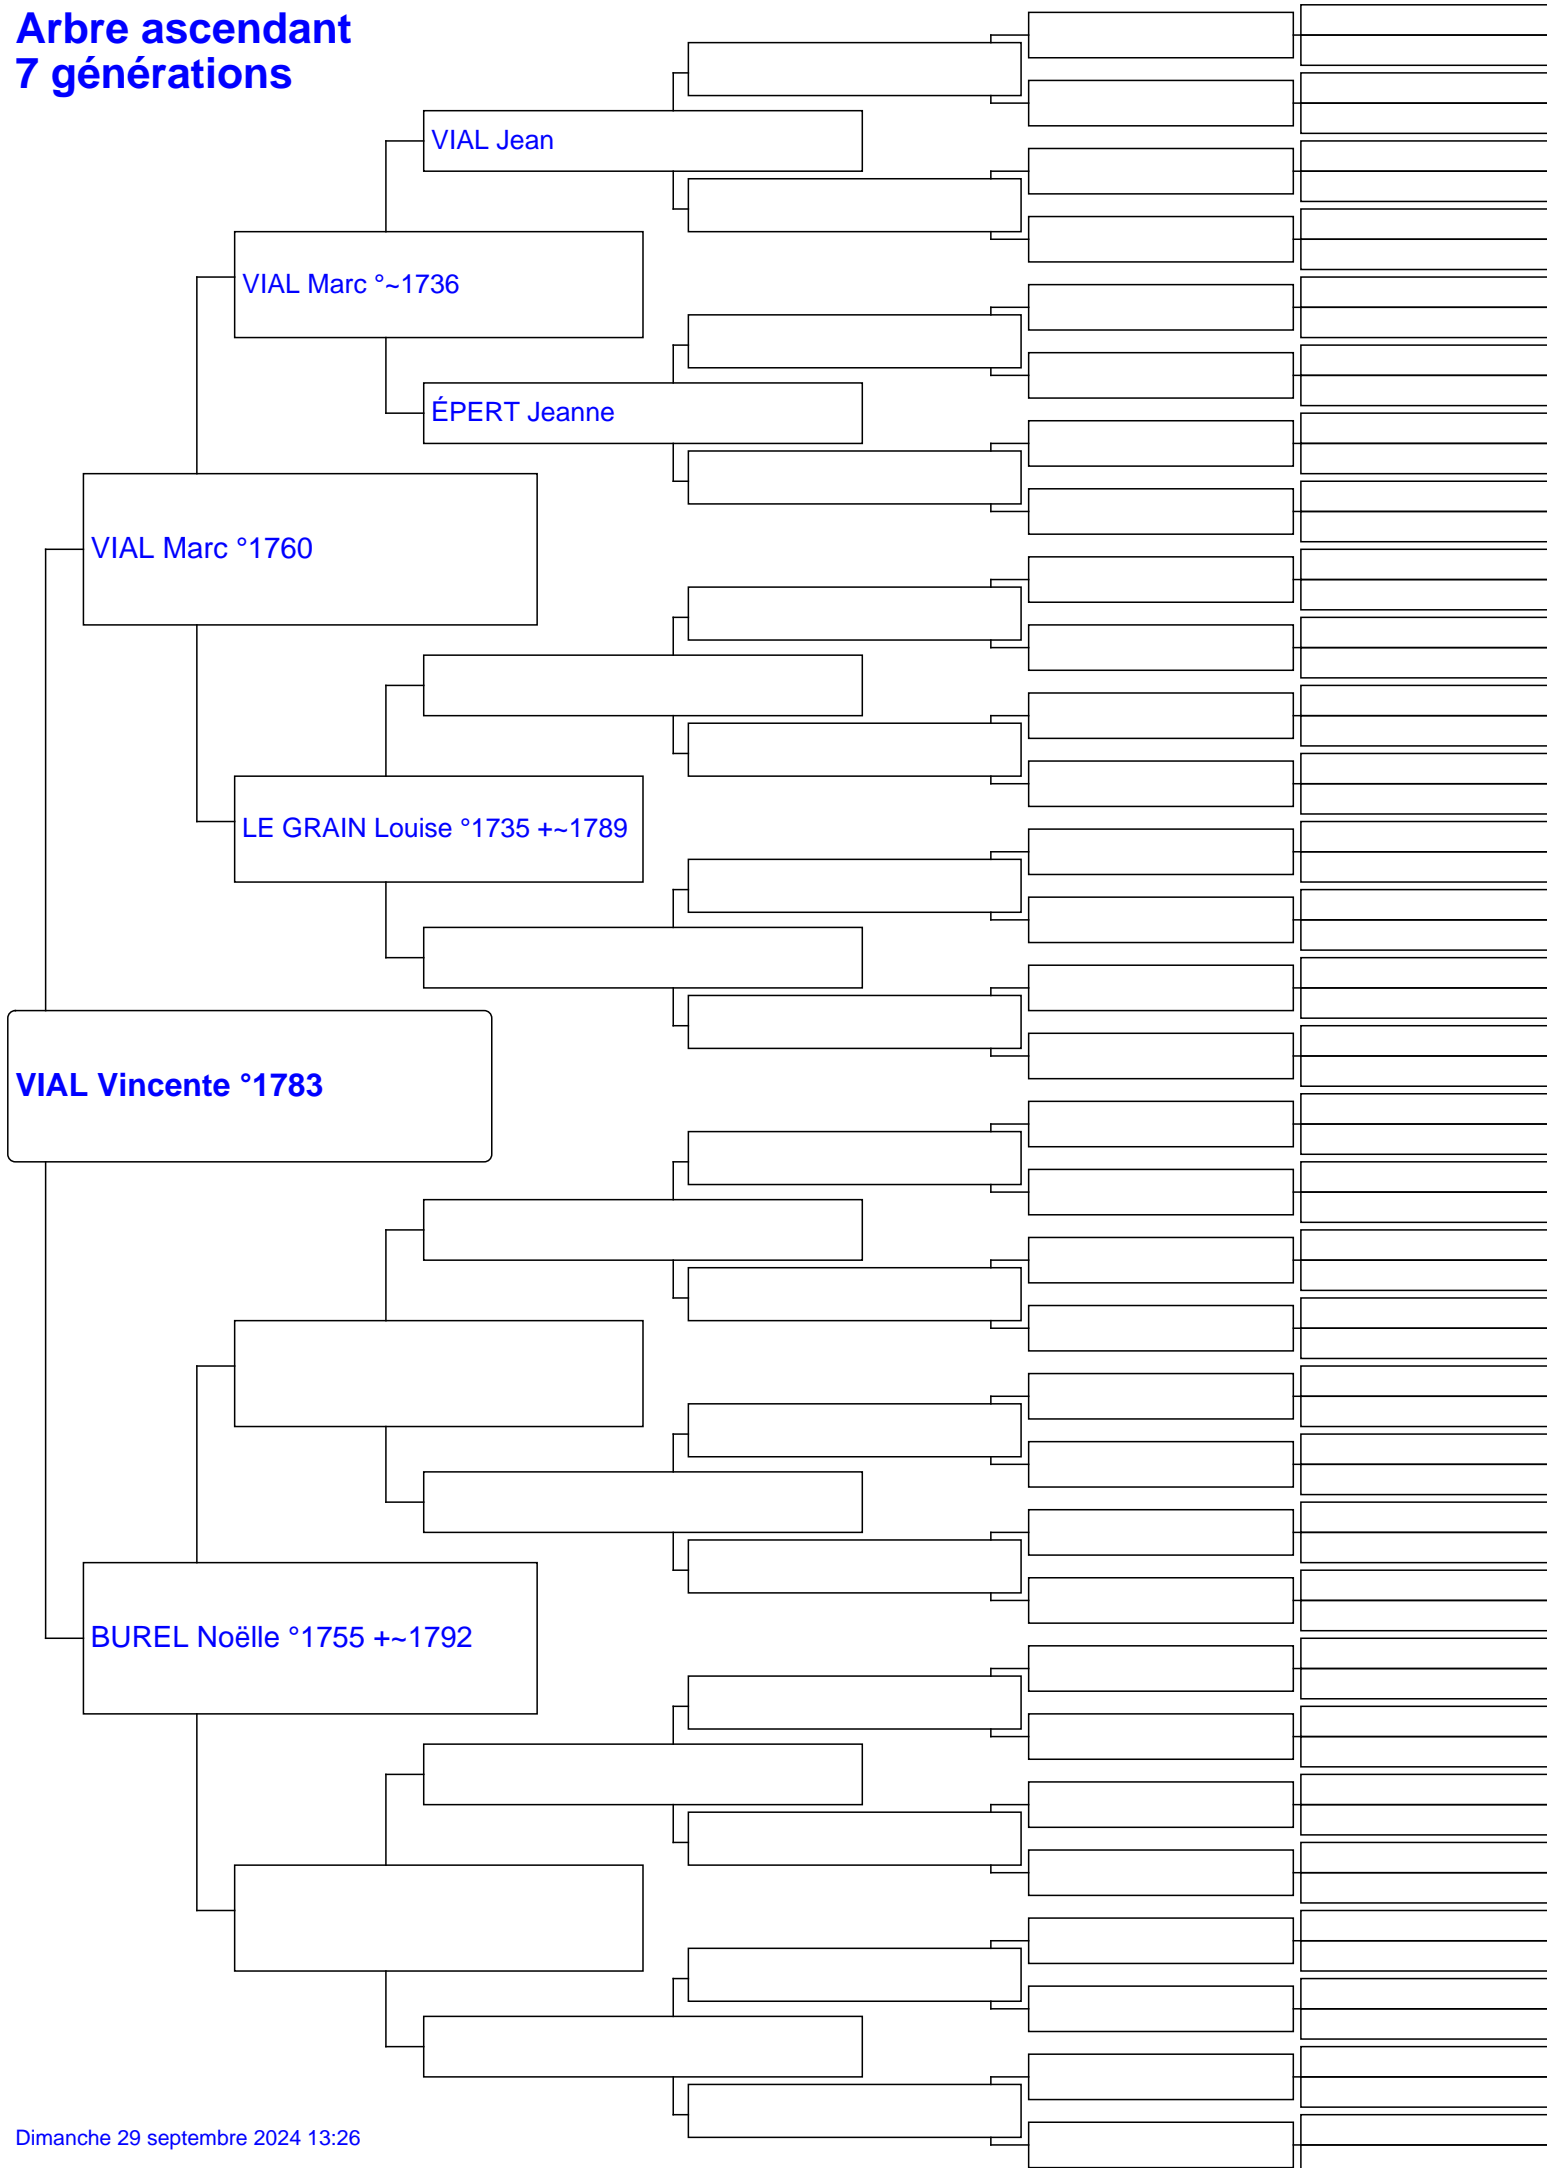 Arbre ascendant
7 générations
VIAL Jean
VIAL Marc °~1736
ÉPERT Jeanne
VIAL Marc °1760
LE GRAIN Louise °1735 +~1789
VIAL Vincente °1783
BUREL Noëlle °1755 +~1792
Dimanche 29 septembre 2024 13:26